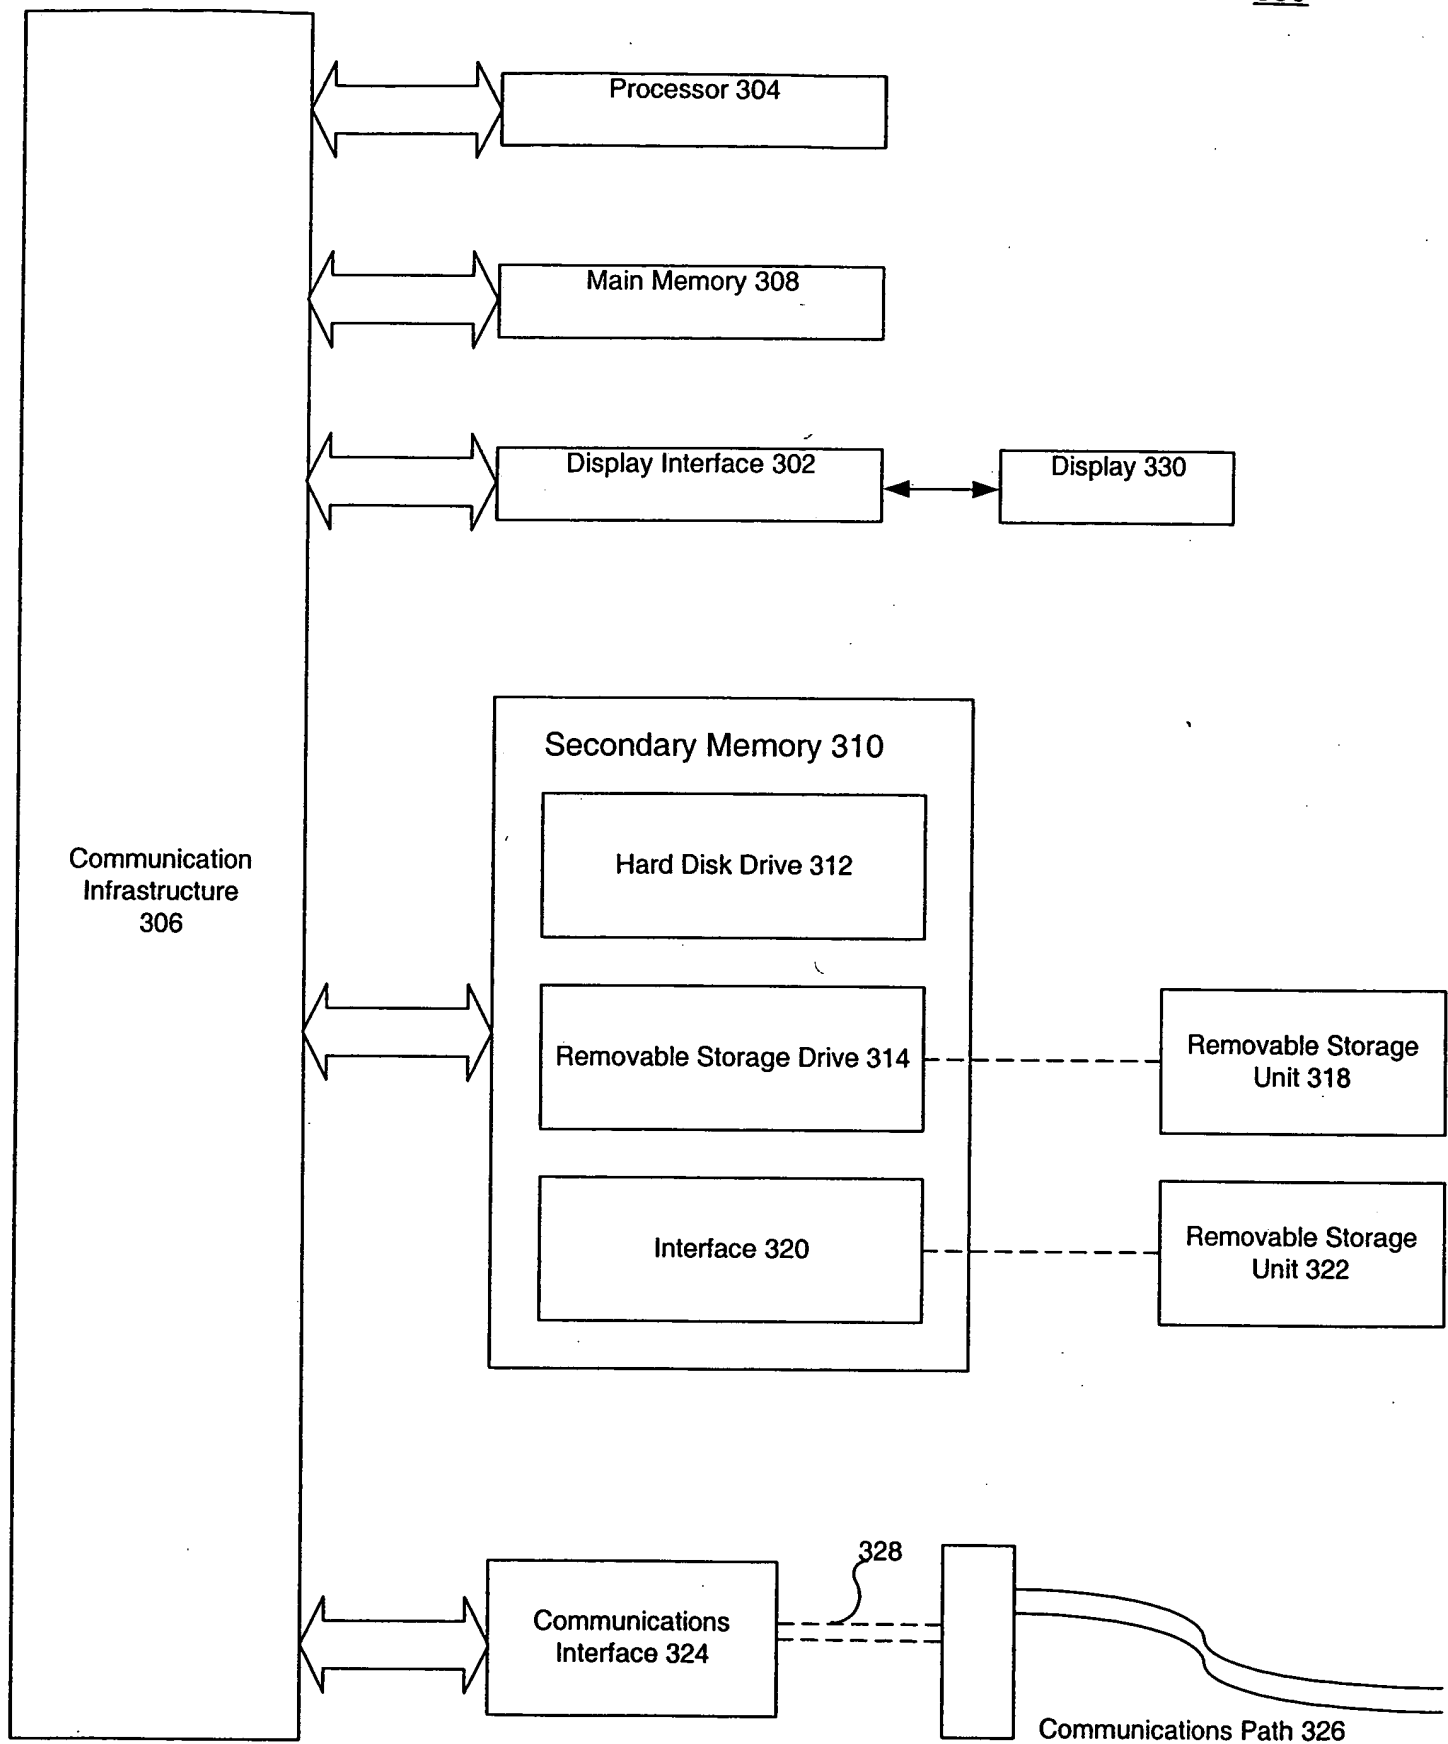 Processor 304
Main Memory 308
Display Interface 302
Display 330
Secondary Memory 310
Hard Disk Drive 312
Communication
Infrastructure
306
Removable Storage Drive 314
Removable Storage
Unit 318
Interface 320
Removable Storage
Unit 322
328
Communications
Interface 324
Communications Path 326